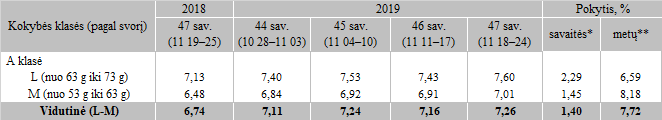 Kokybės klasės (pagal svorį) 2018 2019 Pokytis, %
47 sav. (11 19–25) 44 sav. (10 28–11 03) 45 sav. (11 04–10) 46 sav. (11 11–17) 47 sav. (11 18–24) savaitės* metų**
A klasė
L (nuo 63 g iki 73 g) 7,13 7,40 7,53 7,43 7,60 2,29 6,59
M (nuo 53 g iki 63 g) 6,48 6,84 6,92 6,91 7,01 1,45 8,18
Vidutinė (L-M) 6,74 7,11 7,24 7,16 7,26 1,40 7,72